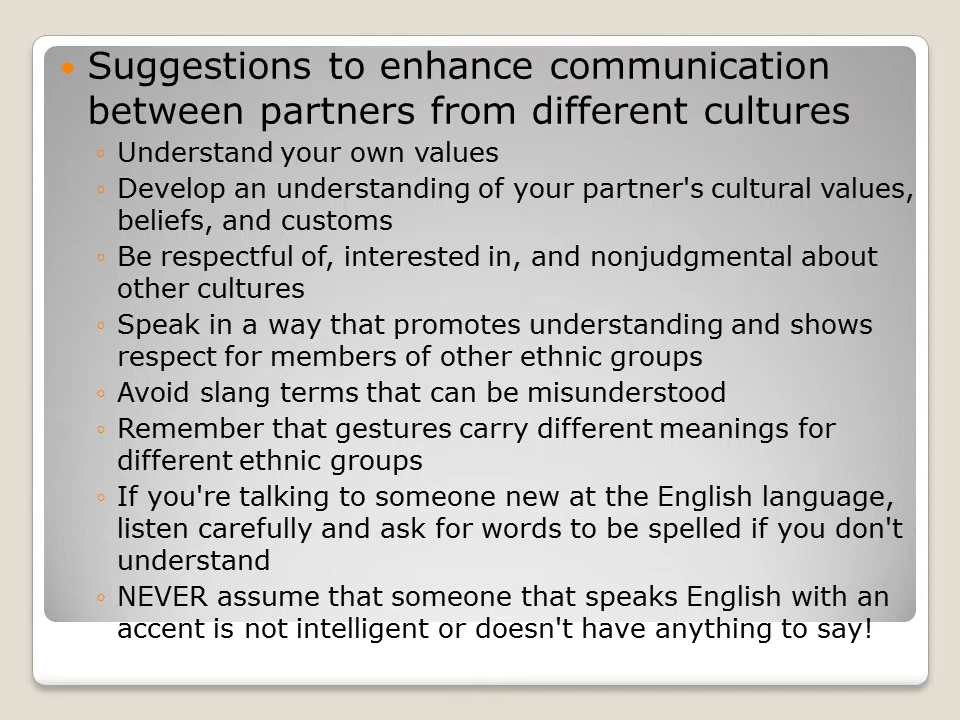 Suggestions to enhance communication
between partners from different cultures
Understand your own values
Develop an understanding of your partner's cultural values,
beliefs, and customs
Be respectful of, interested in, and nonjudgmental about
other cultures
Speak in a way that promotes understanding and shows
respect for members of other ethnic groups
Avoid slang terms that can be misunderstood
Remember that gestures carry different meanings for
different ethnic groups
If you're talking to someone new at the English language,
listen carefully and ask for words to be spelled if you don't
understand
NEVER assume that someone that speaks English with an
accent is not intelligent or doesn't have anything to say!